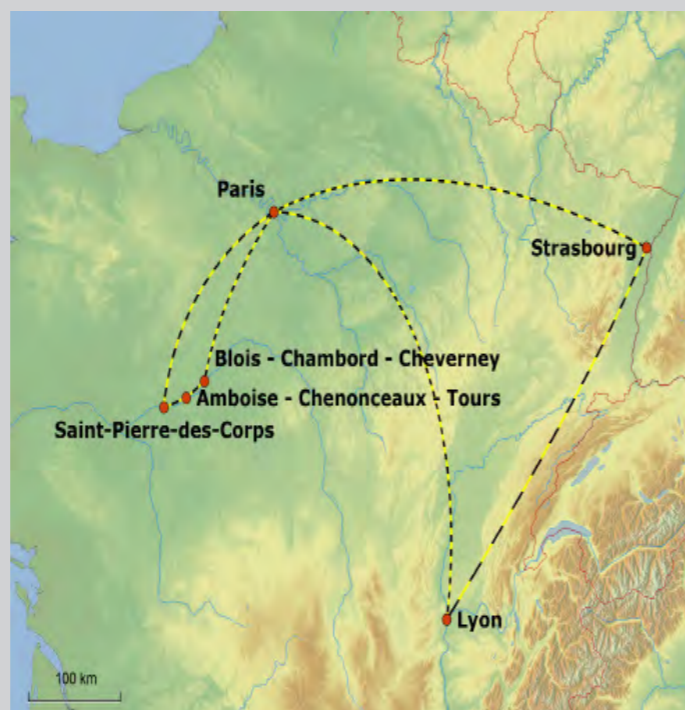 Paris
Strasbourg
Blois - Chambord - Cheverney
Amboise - Chenonceaux - Tours
Saint-Pierre-des-Corps
Lyon
100 km